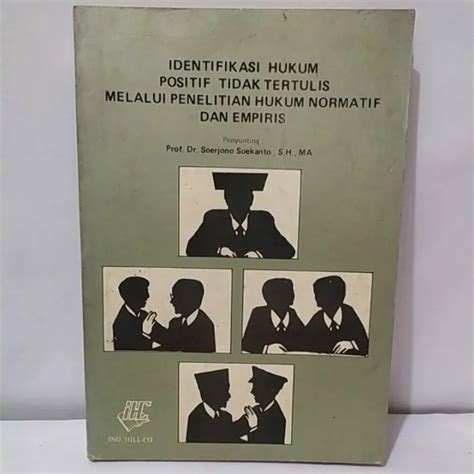 IDENTIFIKASI HUKUM
POSITIF TIDAK TERTULIS
MELALUI PENELITIAN HUKUM NORMATIF
DAN EMPIRIS
Penyunting
Prof. Dr. Soerjono Soekanto, S.H., MA
IHC
IND. HILL-CO